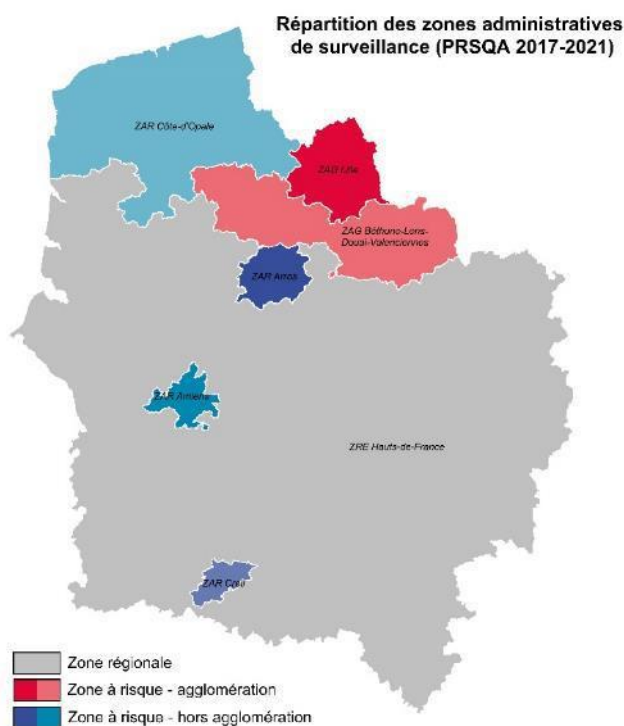 Répartition des zones administratives
de surveillance (PRSQA 2017-2021)
ZAR Côte-d'Opale
ZAG Lille
ZAG Béthune-Lens-
Douai-Valenciennes
ZAR Arras
ZAR Amiens
ZRE Hauts-de-France
ZAR Creil
Zone régionale
Zone à risque - agglomération
Zone à risque - hors agglomération